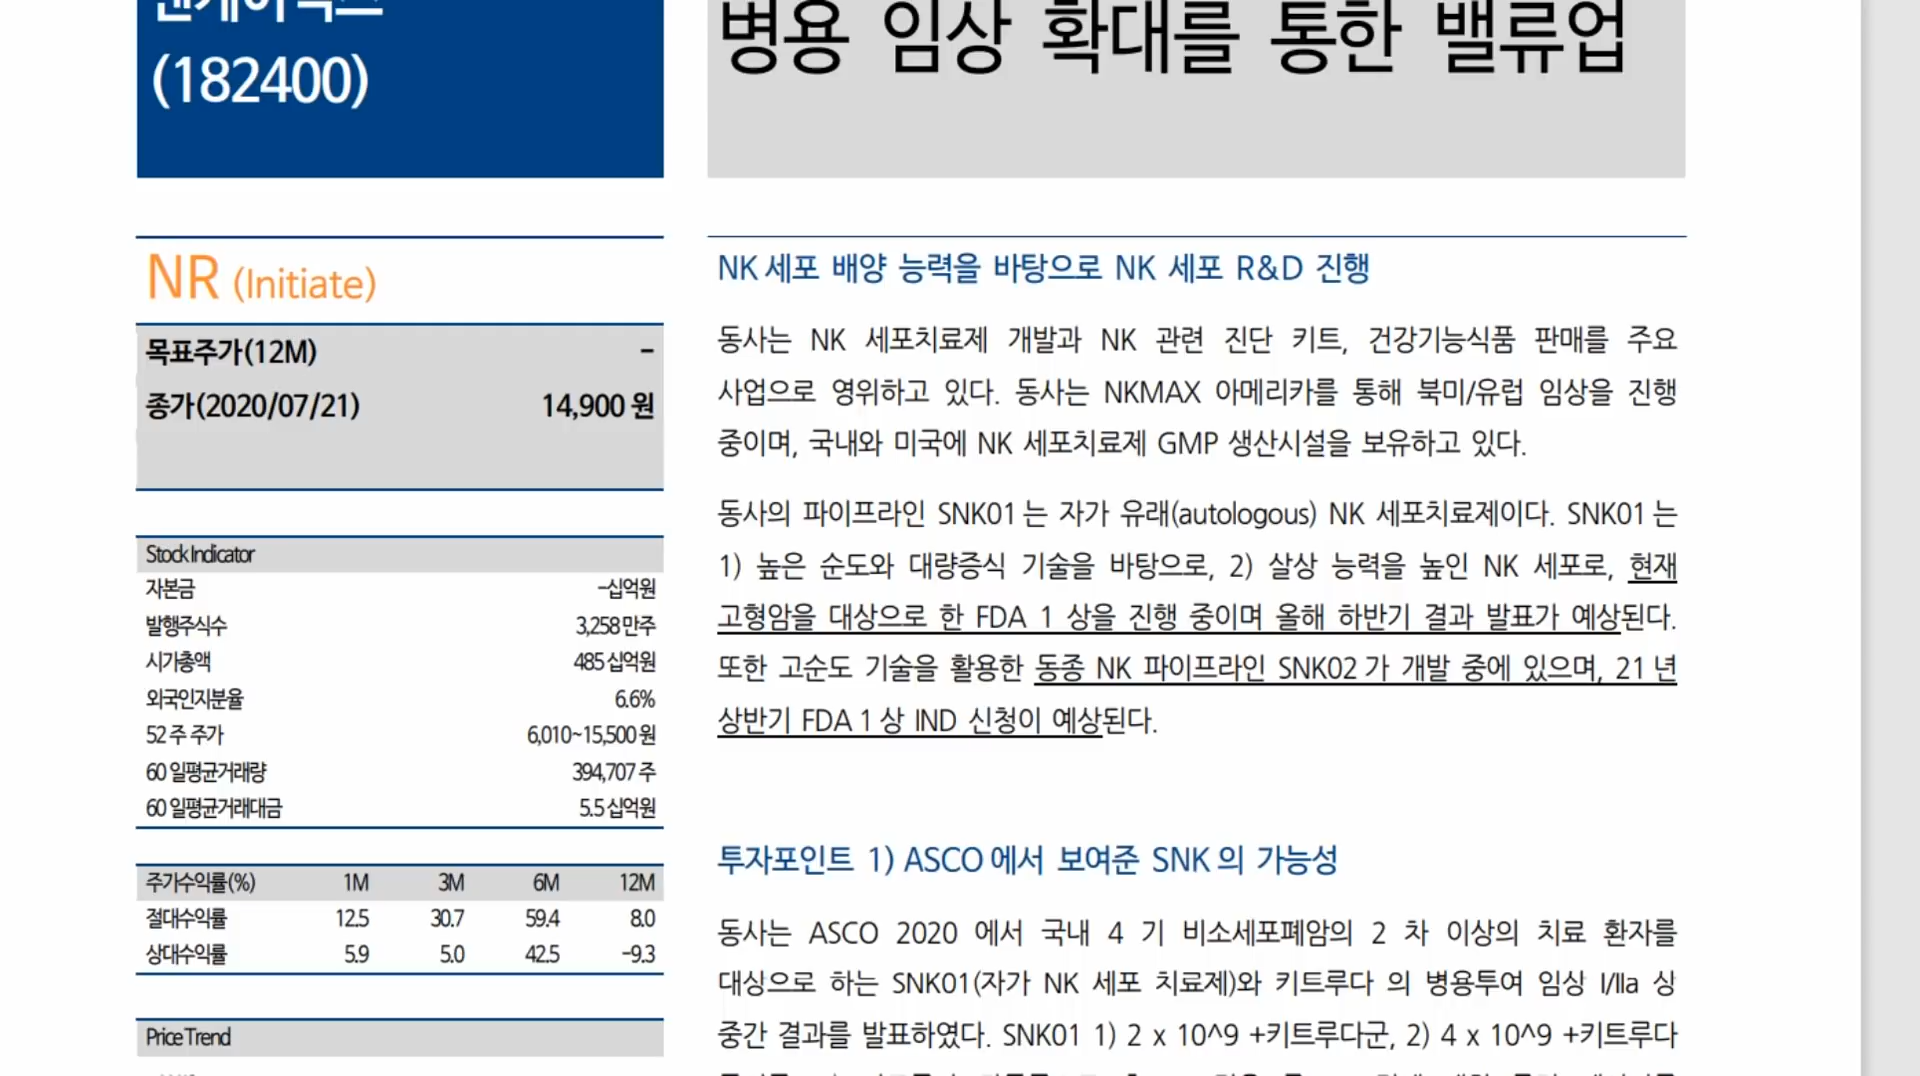 (182400)
병용 임상 확대를 통한 밸류업
NR (Initiate)
목표주가(12M) -
종가(2020/07/21) 14,900 원
Stock Indicator
자본금 -십억원
발행주식수 3,258만주
시가총액 485십억원
외국인지분율 6.6%
52주 주가 6,010~15,500원
60일평균거래량 394,707주
60일평균거래대금 5.5십억원
주가수익률(%) 1M 3M 6M 12M
절대수익률 12.5 30.7 59.4 8.0
상대수익률 5.9 5.0 42.5 -9.3
Price Trend
NK세포 배양 능력을 바탕으로 NK 세포 R&D 진행
동사는 NK 세포치료제 개발과 NK 관련 진단 키트, 건강기능식품 판매를 주요
사업으로 영위하고 있다. 동사는 NKMAX 아메리카를 통해 북미/유럽 임상을 진행
중이며, 국내와 미국에 NK 세포치료제 GMP 생산시설을 보유하고 있다.
동사의 파이프라인 SNK01는 자가 유래(autologous) NK 세포치료제이다. SNK01는
1) 높은 순도와 대량증식 기술을 바탕으로, 2) 살상 능력을 높인 NK 세포로, 현재
고형암을 대상으로 한 FDA 1 상을 진행 중이며 올해 하반기 결과 발표가 예상된다.
또한 고순도 기술을 활용한 동종 NK 파이프라인 SNK02가 개발 중에 있으며, 21년
상반기 FDA 1상 IND 신청이 예상된다.
투자포인트 1) ASCO에서 보여준 SNK의 가능성
동사는 ASCO 2020 에서 국내 4 기 비소세포폐암의 2 차 이상의 치료 환자를
대상으로 하는 SNK01(자가 NK 세포 치료제)와 키트루다 의 병용투여 임상 I/IIa 상
중간 결과를 발표하였다. SNK01 1) 2 x 10^9 +키트루다군, 2) 4 x 10^9 +키트루다